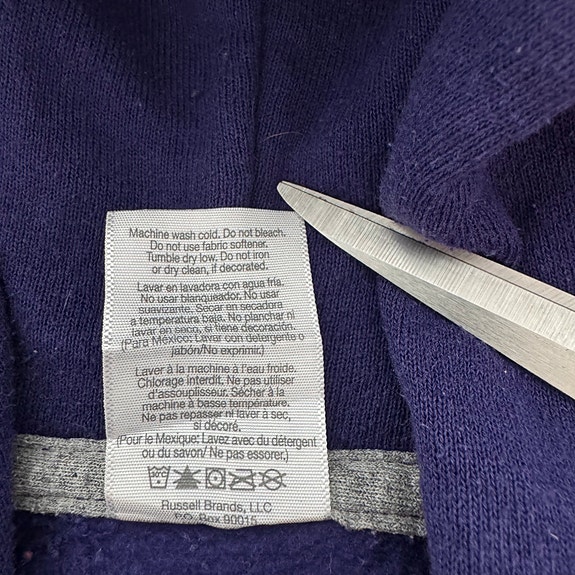 Machine wash cold. Do not bleach.
Do not use fabric softener.
Tumble dry low. Do not iron
or dry clean, if decorated.
Lavar en lavadora con agua fria.
No usar blanqueador. No usar
suavizante. Secar en secadora
a temperatura baja. No planchar ni
lavar en seco, si tiene decoración.
(Para México: Lavar con detergente o
jabón/No exprimir.)
Laver à la machine à l'eau froide.
Chlorage interdit. Ne pas utiliser
d'assouplisseur. Sécher à la
machine à basse température.
Ne pas repasser ni laver à sec,
si décoré.
(Pour le Mexique: Lavez avec du détergent
ou du savon/ Ne pas essorer.)
Russell Brands, LLC
P.O. Box 90015